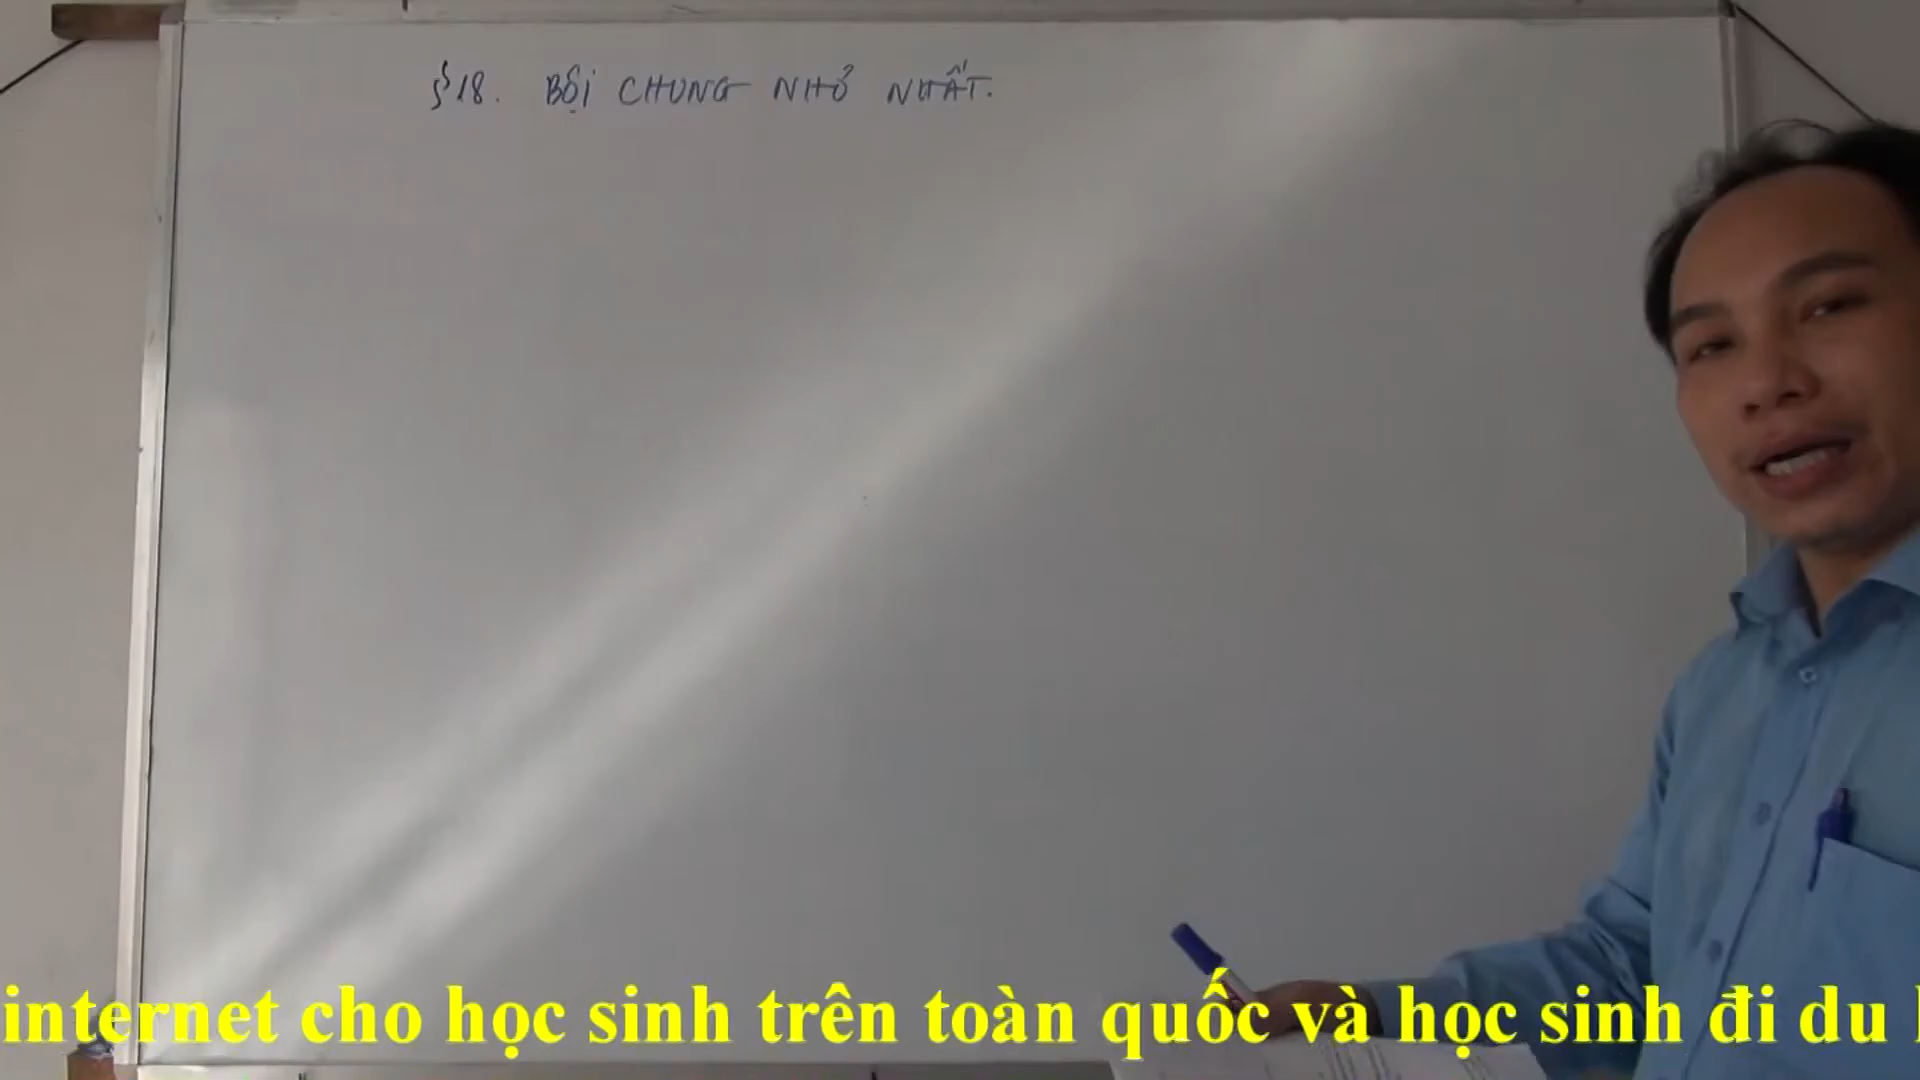 §18. BỘI CHUNG NHỎ NHẤT.
internet cho học sinh trên toàn quốc và học sinh đi du